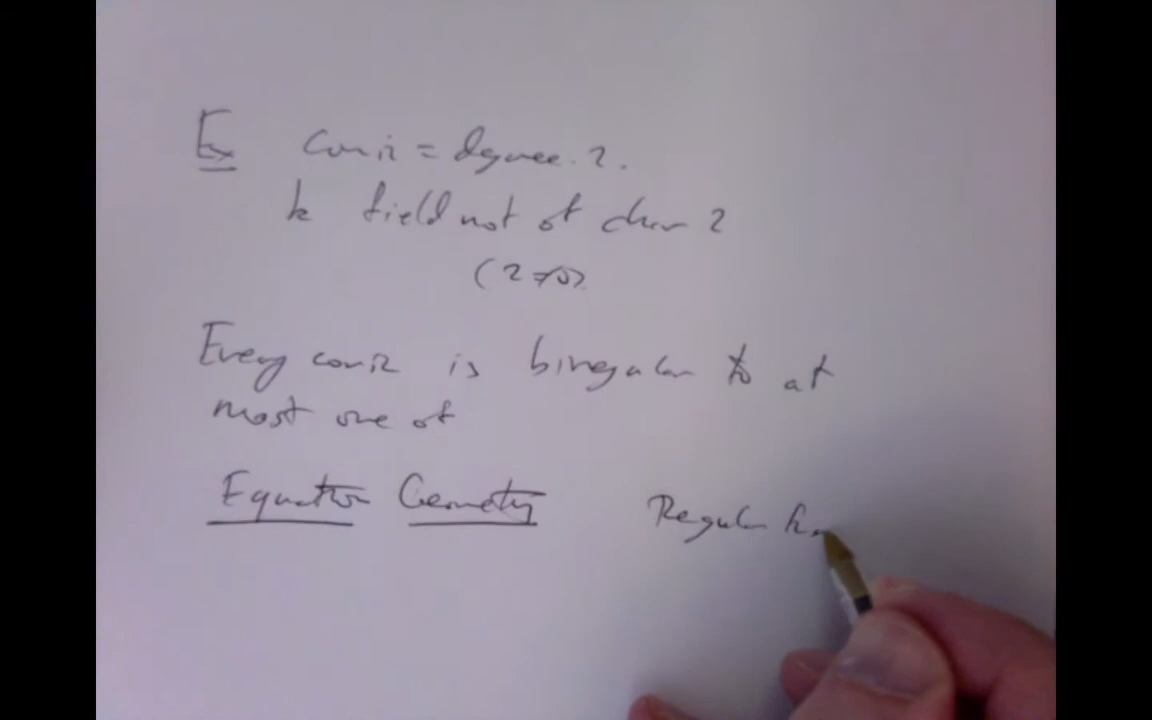 Ex Conic = degree 2.
k field not of char 2
(2≠0)
Every conic is biregular to at
most one of
Equation Geometry Regular